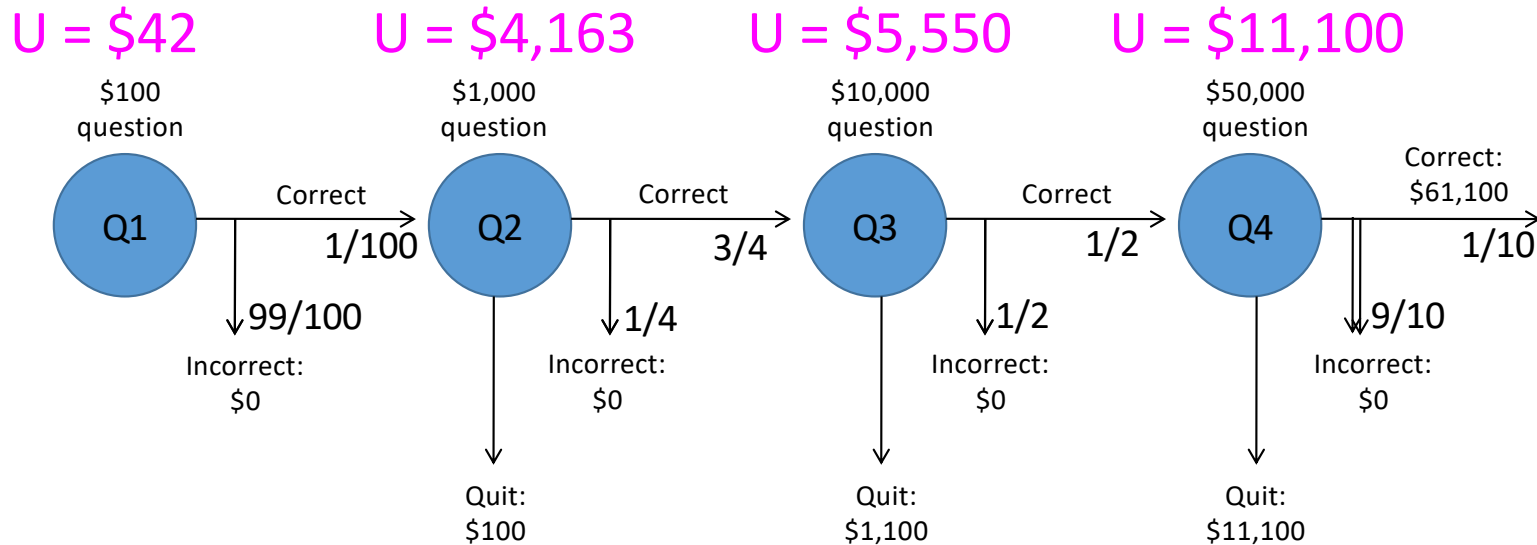 U = $42
U = $4,163
U = $5,550
U = $11,100
$100
question
$1,000
question
$10,000
question
$50,000
question
Q1
Correct
1/100
99/100
Incorrect:
$0
Q2
Correct
3/4
1/4
Incorrect:
$0
Quit:
$100
Q3
Correct
1/2
1/2
Incorrect:
$0
Quit:
$1,100
Q4
Correct:
$61,100
1/10
9/10
Incorrect:
$0
Quit:
$11,100